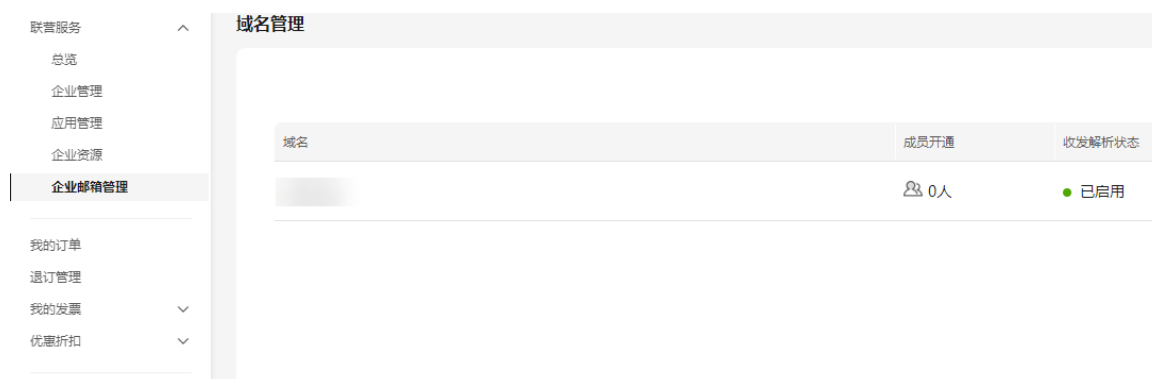 联营服务
总览
企业管理
应用管理
企业资源
企业邮箱管理
我的订单
退订管理
我的发票
优惠折扣
域名管理
域名 成员开通 收发解析状态
0人 已启用